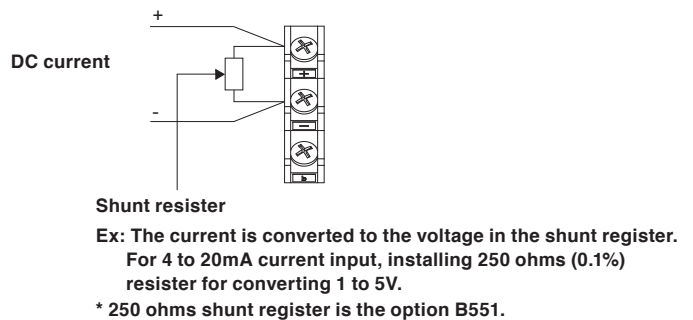 +
DC current
+
-
−
b
Shunt resister
Ex: The current is converted to the voltage in the shunt register.
For 4 to 20mA current input, installing 250 ohms (0.1%)
resister for converting 1 to 5V.
* 250 ohms shunt register is the option B551.